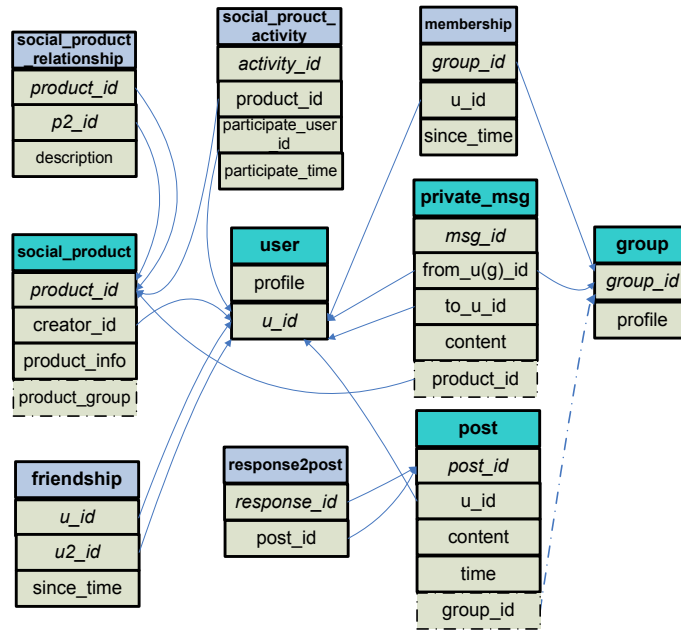 social_product
_relationship
product_id
p2_id
description
social_prouct_
activity
activity_id
product_id
participate_user
_id
participate_time
membership
group_id
u_id
since_time
social_product
product_id
creator_id
product_info
product_group
user
profile
u_id
private_msg
msg_id
from_u(g)_id
to_u_id
content
product_id
group
group_id
profile
friendship
u_id
u2_id
since_time
response2post
response_id
post_id
post
post_id
u_id
content
time
group_id